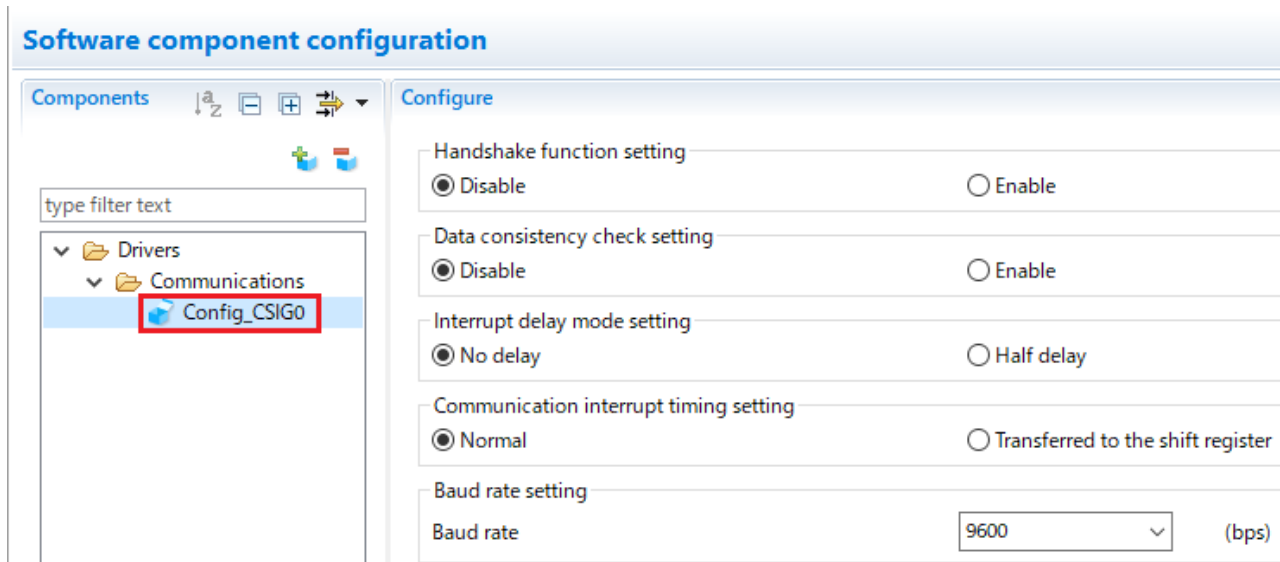 Software component configuration
Components
type filter text
Drivers
Communications
Config_CSIG0
Configure
Handshake function setting
Disable Enable
Data consistency check setting
Disable Enable
Interrupt delay mode setting
No delay Half delay
Communication interrupt timing setting
Normal Transferred to the shift register
Baud rate setting
Baud rate 9600 (bps)